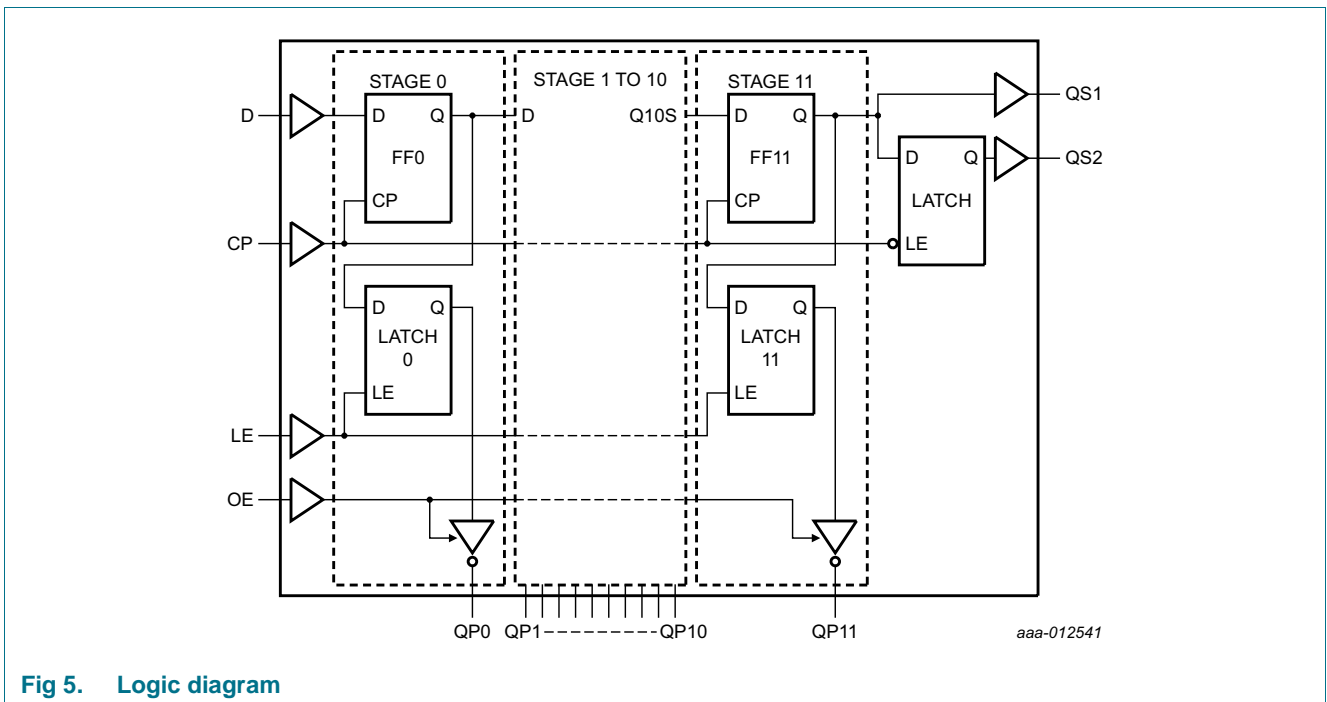 STAGE 0
STAGE 1 TO 10
STAGE 11
QS1
D
D
Q
D
Q10S
D
Q
D
Q
QS2
FF0
FF11
LATCH
CP
CP
CP
LE
D
Q
D
Q
LATCH
0
LATCH
11
LE
LE
LE
OE
QP0
QP1
QP10
QP11
aaa-012541
Fig 5. Logic diagram